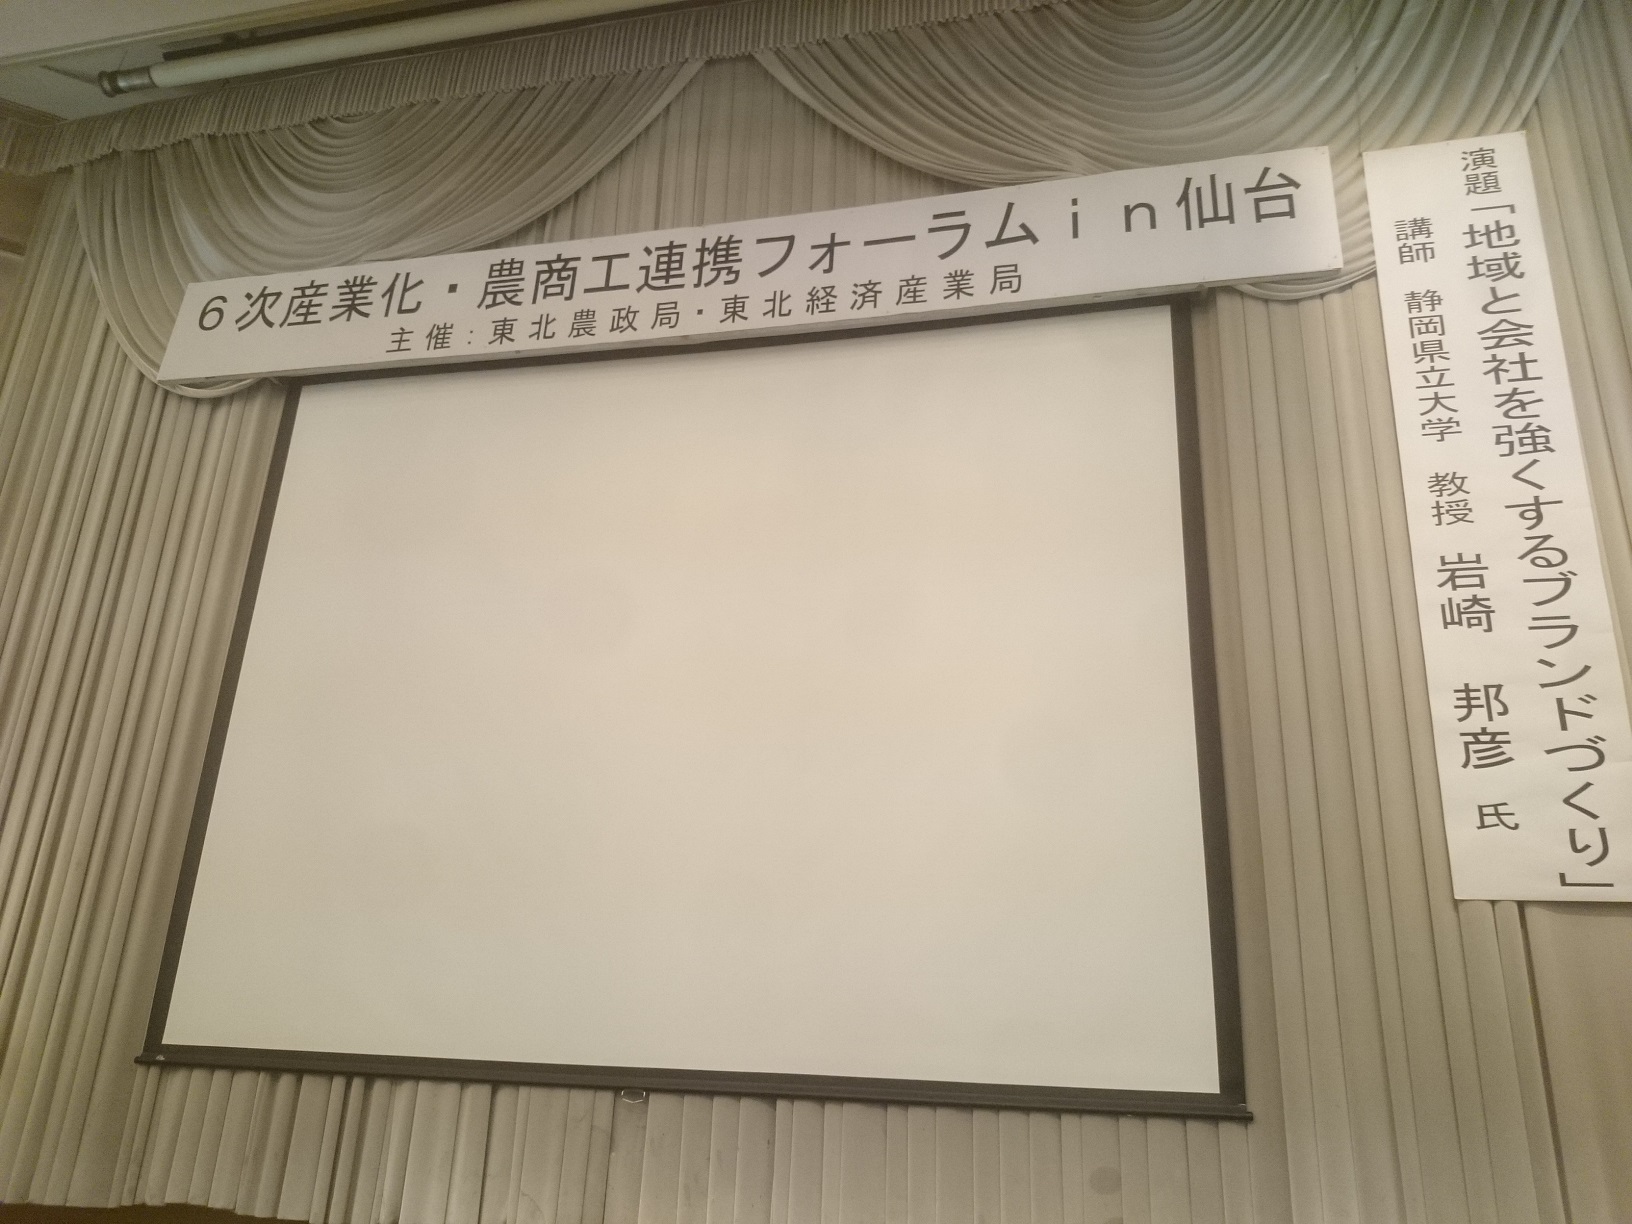 ６次産業化・農商工連携フォーラムｉｎ仙台
主催：東北農政局・東北経済産業局
演題「地域と会社を強くするブランドづくり」
講師　静岡県立大学　教授　岩崎　邦彦　氏